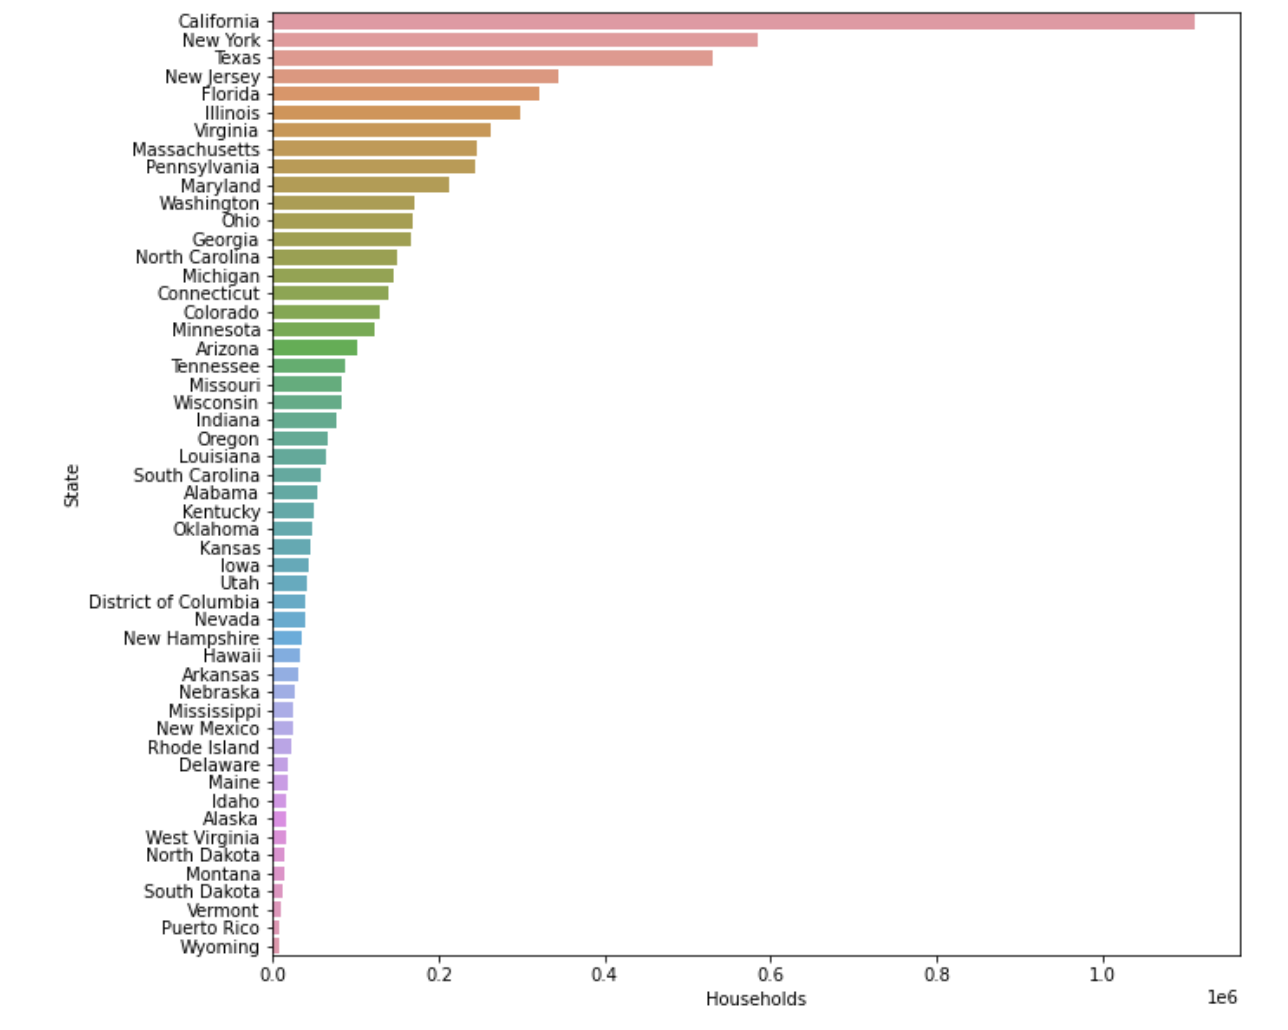 California
New York
Texas
New Jersey
Florida
Illinois
Virginia
Massachusetts
Pennsylvania
Maryland
Washington
Ohio
Georgia
North Carolina
Michigan
Connecticut
Colorado
Minnesota
Arizona
Tennessee
Missouri
Wisconsin
Indiana
Oregon
Louisiana
South Carolina
Alabama
Kentucky
Oklahoma
Kansas
Iowa
Utah
District of Columbia
Nevada
New Hampshire
Hawaii
Arkansas
Nebraska
Mississippi
New Mexico
Rhode Island
Delaware
Maine
Idaho
Alaska
West Virginia
North Dakota
Montana
South Dakota
Vermont
Puerto Rico
Wyoming
State
0.0 0.2 0.4 0.6 0.8 1.0
Households
1e6